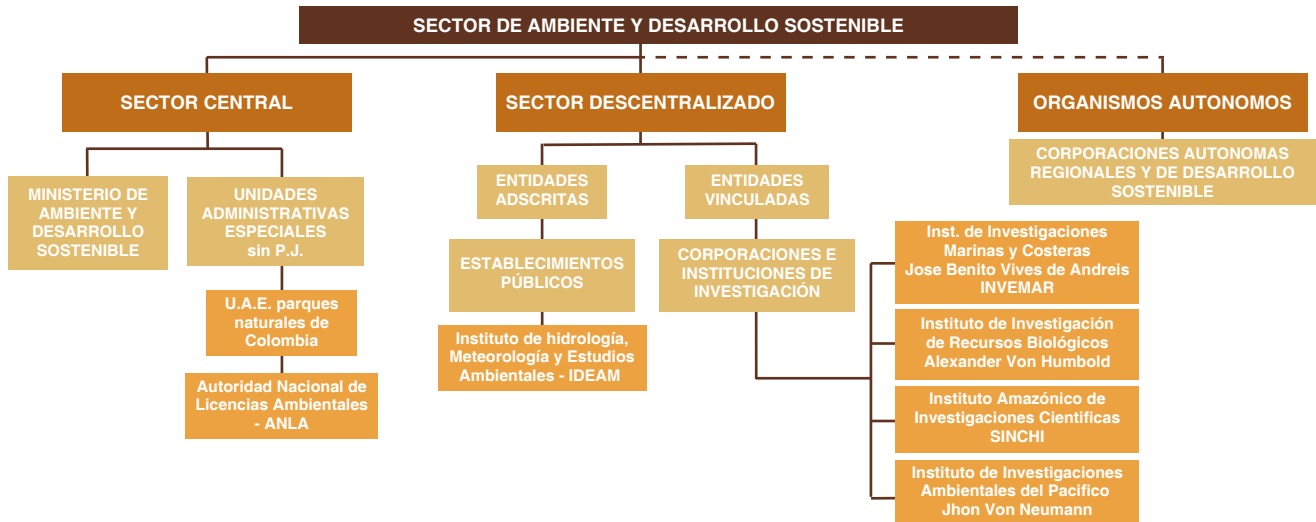 SECTOR DE AMBIENTE Y DESARROLLO SOSTENIBLE
SECTOR CENTRAL
MINISTERIO DE
AMBIENTE Y
DESARROLLO
SOSTENIBLE
UNIDADES
ADMINISTRATIVAS
ESPECIALES
sin P.J.
U.A.E. parques
naturales de
Colombia
Autoridad Nacional de
Licencias Ambientales
- ANLA
SECTOR DESCENTRALIZADO
ENTIDADES
ADSCRITAS
ESTABLECIMIENTOS
PÚBLICOS
Instituto de hidrología,
Meteorología y Estudios
Ambientales - IDEAM
ENTIDADES
VINCULADAS
CORPORACIONES E
INSTITUCIONES DE
INVESTIGACIÓN
Inst. de Investigaciones
Marinas y Costeras
Jose Benito Vives de Andreis
INVEMAR
Instituto de Investigación
de Recursos Biológicos
Alexander Von Humbold
Instituto Amazónico de
Investigaciones Cientificas
SINCHI
Instituto de Investigaciones
Ambientales del Pacifico
Jhon Von Neumann
ORGANISMOS AUTONOMOS
CORPORACIONES AUTONOMAS
REGIONALES Y DE DESARROLLO
SOSTENIBLE